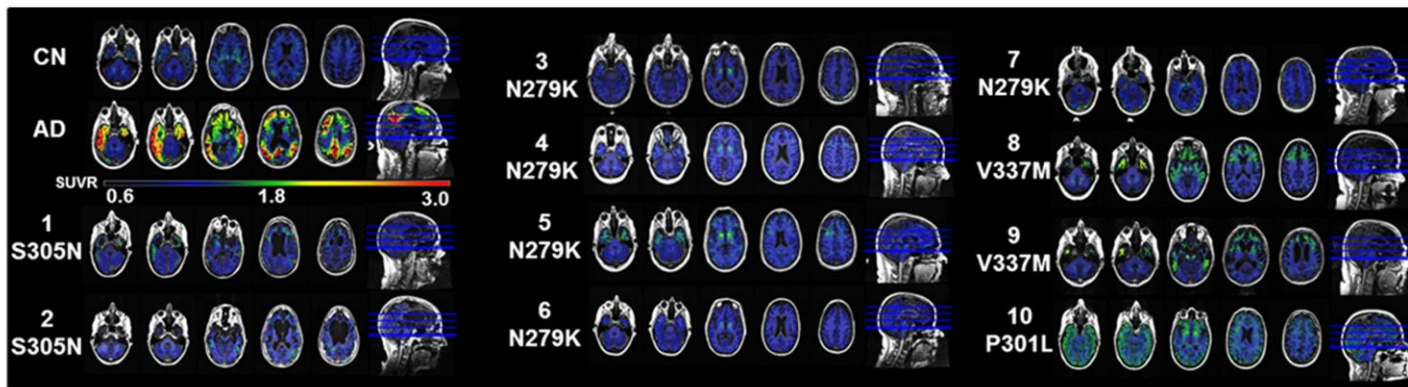 CN
AD
SUVR
0.6 1.8 3.0
1
S305N
2
S305N
3
N279K
4
N279K
5
N279K
6
N279K
7
N279K
8
V337M
9
V337M
10
P301L